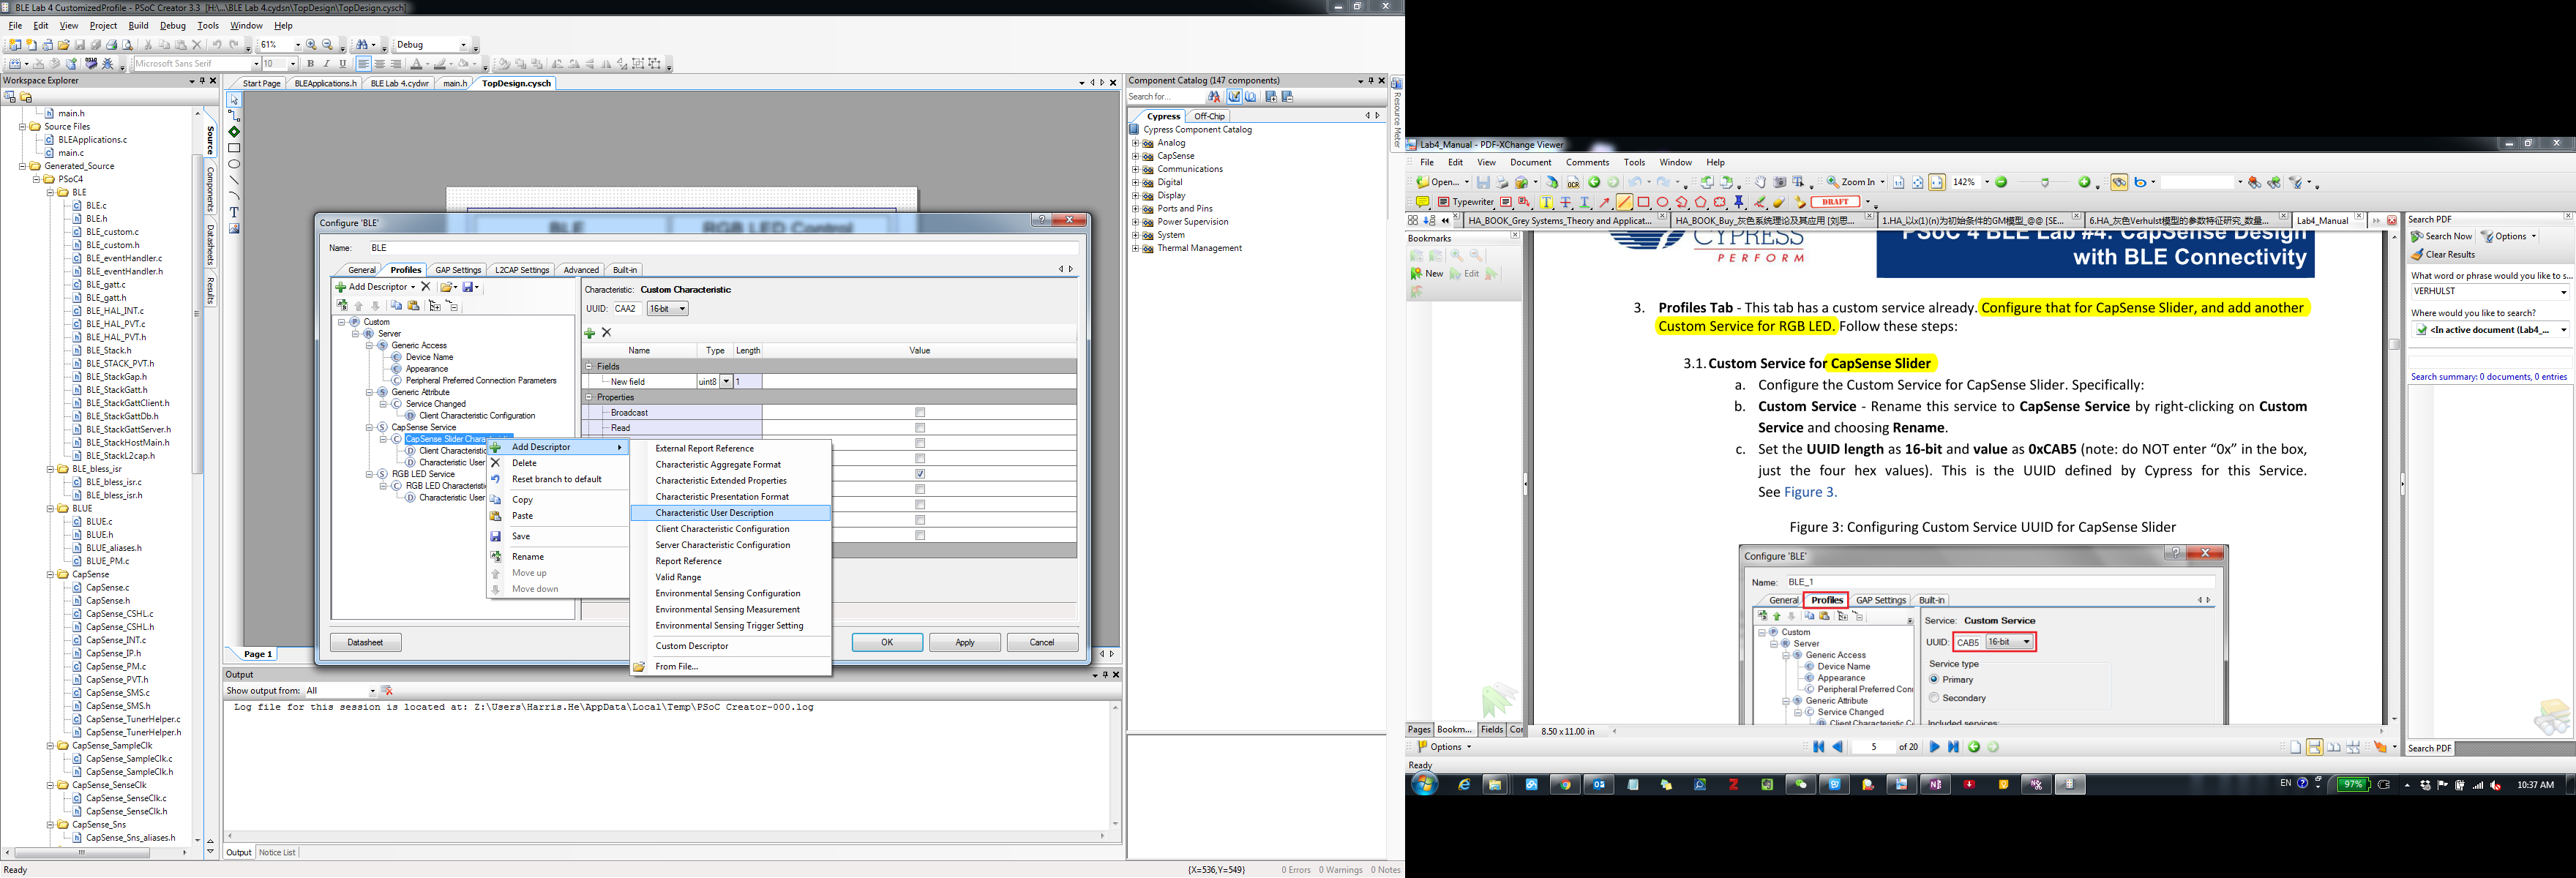 BLE Lab 4 CustomizedProfile - PSoC Creator 3.3 [H:\...\BLE Lab 4.cydsn\TopDesign\TopDesign.cysch]
File Edit View Project Build Debug Tools Window Help
61% Debug
Microsoft Sans Serif 10 B I U
Workspace Explorer
main.h
Source Files
BLEApplications.c
main.c
Generated_Source
PSoC4
BLE
BLE.c
BLE.h
BLE_custom.c
BLE_custom.h
BLE_eventHandler.c
BLE_eventHandler.h
BLE_gatt.c
BLE_gatt.h
BLE_HAL_INT.c
BLE_HAL_PVT.c
BLE_HAL_PVT.h
BLE_Stack.h
BLE_STACK_PVT.h
BLE_StackGap.h
BLE_StackGatt.h
BLE_StackGattClient.h
BLE_StackGattDb.h
BLE_StackGattServer.h
BLE_StackHostMain.h
BLE_StackL2cap.h
BLE_bless_isr
BLE_bless_isr.c
BLE_bless_isr.h
BLUE
BLUE.c
BLUE.h
BLUE_aliases.h
BLUE_PM.c
CapSense
CapSense.c
CapSense.h
CapSense_CSHL.c
CapSense_CSHL.h
CapSense_INT.c
CapSense_IP.h
CapSense_PM.c
CapSense_PVT.h
CapSense_SMS.c
CapSense_SMS.h
CapSense_TunerHelper.c
CapSense_TunerHelper.h
CapSense_SampleClk
CapSense_SampleClk.c
CapSense_SampleClk.h
CapSense_SenseClk
CapSense_SenseClk.c
CapSense_SenseClk.h
CapSense_Sns
CapSense_Sns_aliases.h
Source
Components
Datasheets
Results
Start Page BLEApplications.h BLE Lab 4.cydwr main.h TopDesign.cysch
BLE RGB LED Control
Configure 'BLE'
Name: BLE
General Profiles GAP Settings L2CAP Settings Advanced Built-in
Add Descriptor
Custom
Server
Generic Access
Device Name
Appearance
Peripheral Preferred Connection Parameters
Generic Attribute
Service Changed
Client Characteristic Configuration
CapSense Service
CapSense Slider Charact
Client Characteristic
Characteristic User
RGB LED Service
RGB LED Characteristic
Characteristic User
Characteristic: Custom Characteristic
UUID: CAA2 16-bit
Name Type Length Value
Fields
New field uint8 1
Properties
Broadcast
Read
Add Descriptor
Delete
Reset branch to default
Copy
Paste
Save
Rename
Move up
Move down
External Report Reference
Characteristic Aggregate Format
Characteristic Extended Properties
Characteristic Presentation Format
Characteristic User Description
Client Characteristic Configuration
Server Characteristic Configuration
Report Reference
Valid Range
Environmental Sensing Configuration
Environmental Sensing Measurement
Environmental Sensing Trigger Setting
Custom Descriptor
From File...
Datasheet OK Apply Cancel
Page 1
Output
Show output from: All
Log file for this session is located at: Z:\Users\Harris.He\AppData\Local\Temp\PSoC Creator-000.log
Output Notice List
Ready {X=536,Y=549} 0 Errors 0 Warnings 0 Notes
Component Catalog (147 components)
Search for...
Cypress Off-Chip
Cypress Component Catalog
Analog
CapSense
Communications
Digital
Display
Ports and Pins
Power Supervision
System
Thermal Management
Resource Meter
Lab4_Manual - PDF-XChange Viewer
File Edit View Document Comments Tools Window Help
Open... OCR Zoom In 142%
Typewriter DRAFT
HA_BOOK_Grey Systems_Theory and Applicat... HA_BOOK_Buy_灰色系统理论及其应用 [刘思... 1.HA_以x(1)(n)为初始条件的GM模型_@@ [SE... 6.HA_灰色Verhulst模型的参数特征研究_数量... Lab4_Manual
Bookmarks
New Edit
CYPRESS
PERFORM
PSoC 4 BLE Lab #4: CapSense Design
with BLE Connectivity
3. Profiles Tab - This tab has a custom service already. Configure that for CapSense Slider, and add another
Custom Service for RGB LED. Follow these steps:
3.1. Custom Service for CapSense Slider
a. Configure the Custom Service for CapSense Slider. Specifically:
b. Custom Service - Rename this service to CapSense Service by right-clicking on Custom
Service and choosing Rename.
c. Set the UUID length as 16-bit and value as 0xCAB5 (note: do NOT enter “0x” in the box,
just the four hex values). This is the UUID defined by Cypress for this Service.
See Figure 3.
Figure 3: Configuring Custom Service UUID for CapSense Slider
Configure 'BLE'
Name: BLE_1
General Profiles GAP Settings Built-in
Custom
Server
Generic Access
Device Name
Appearance
Peripheral Preferred Conn
Generic Attribute
Service Changed
Client Characteristic C
Service: Custom Service
UUID: CAB5 16-bit
Service type
Primary
Secondary
Included services:
Search PDF
Search Now Options
Clear Results
What word or phrase would you like to s...
VERHULST
Where would you like to search?
<In active document (Lab4_...
Search summary: 0 documents, 0 entries
Pages Bookm... Fields Cor
8.50 x 11.00 in
Options 5 of 20
Search PDF
Ready
EN 97% 10:37 AM